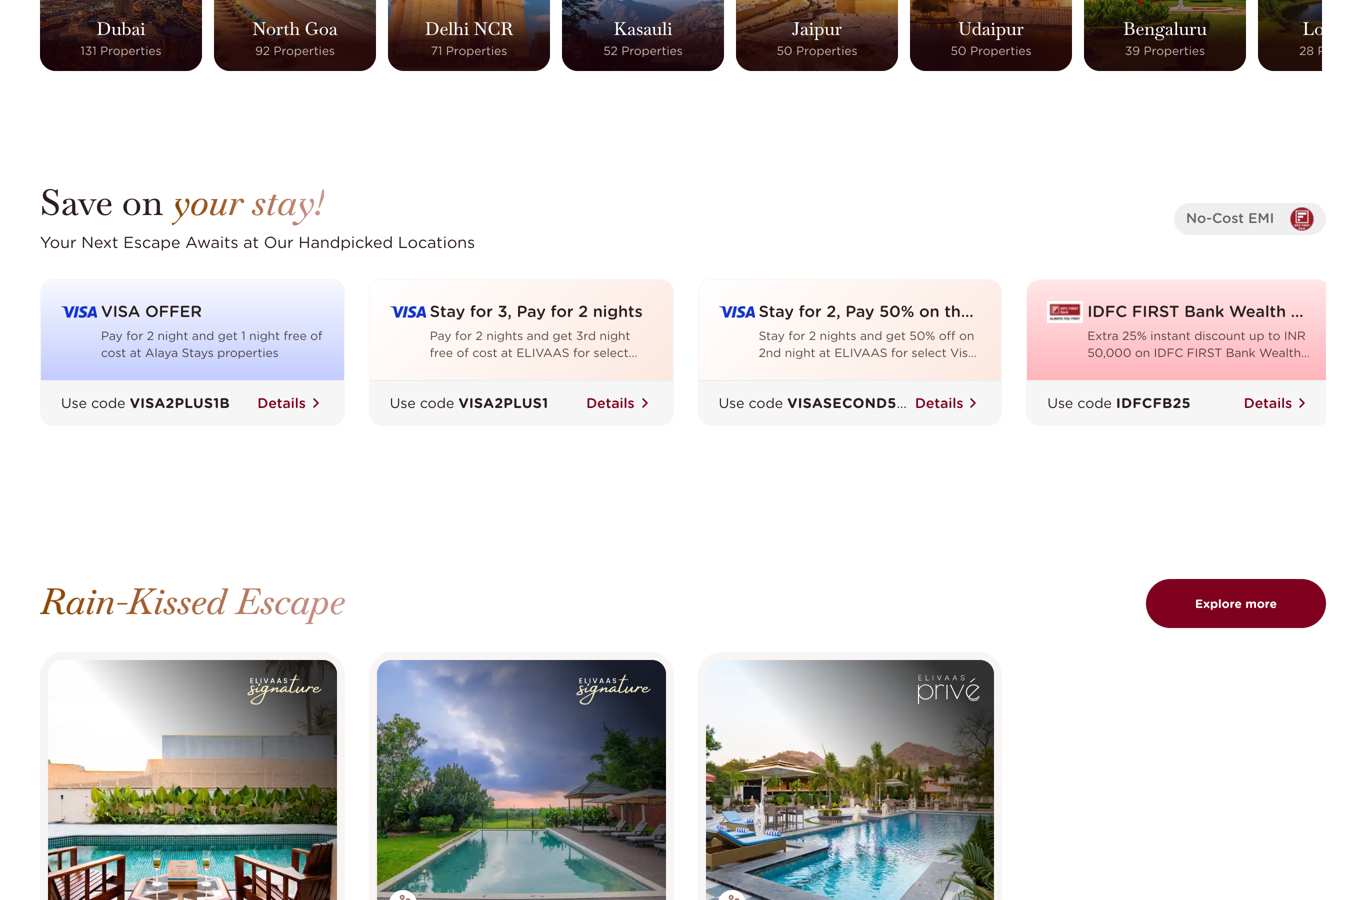 Dubai
131 Properties
North Goa
92 Properties
Delhi NCR
71 Properties
Kasauli
52 Properties
Jaipur
50 Properties
Udaipur
50 Properties
Bengaluru
39 Properties
Lo
28 P
Save on your stay!
Your Next Escape Awaits at Our Handpicked Locations
No-Cost EMI
VISA VISA OFFER
Pay for 2 night and get 1 night free of
cost at Alaya Stays properties
Use code VISA2PLUS1B Details
VISA Stay for 3, Pay for 2 nights
Pay for 2 nights and get 3rd night
free of cost at ELIVAAS for select...
Use code VISA2PLUS1 Details
VISA Stay for 2, Pay 50% on th...
Stay for 2 nights and get 50% off on
2nd night at ELIVAAS for select Vis...
Use code VISASECOND5... Details
IDFC FIRST Bank Wealth ...
Extra 25% instant discount up to INR
50,000 on IDFC FIRST Bank Wealth...
Use code IDFCFB25 Details
Rain-Kissed Escape
Explore more
ELIVAAS
signature
ELIVAAS
signature
ELIVAAS
privé